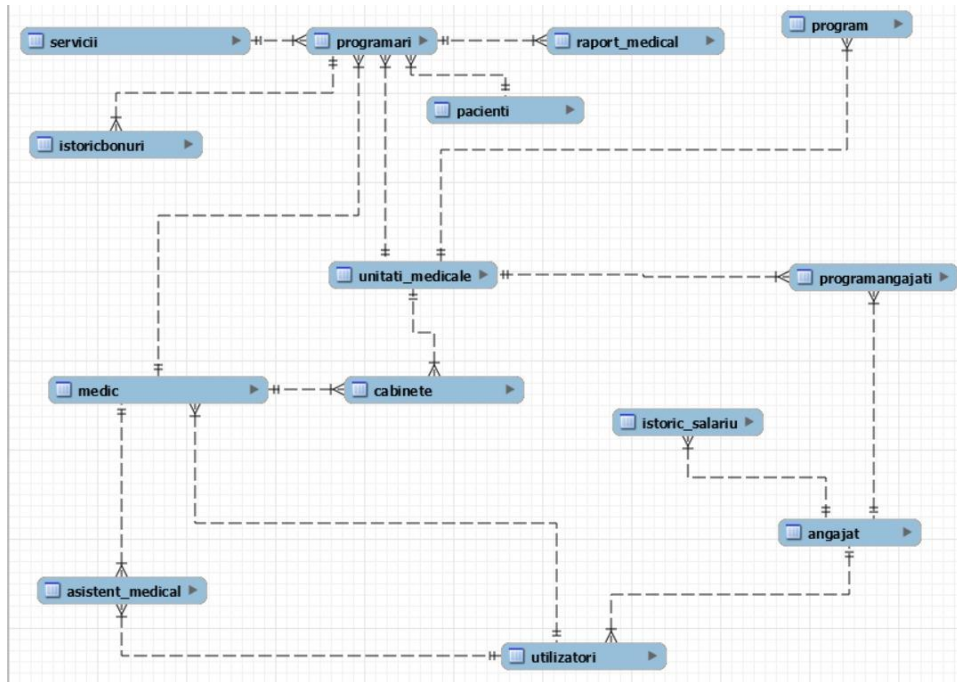 servicii
programari
raport_medical
program
pacienti
istoricbonuri
unitati_medicale
programangajati
medic
cabinete
istoric_salariu
angajat
asistent_medical
utilizatori